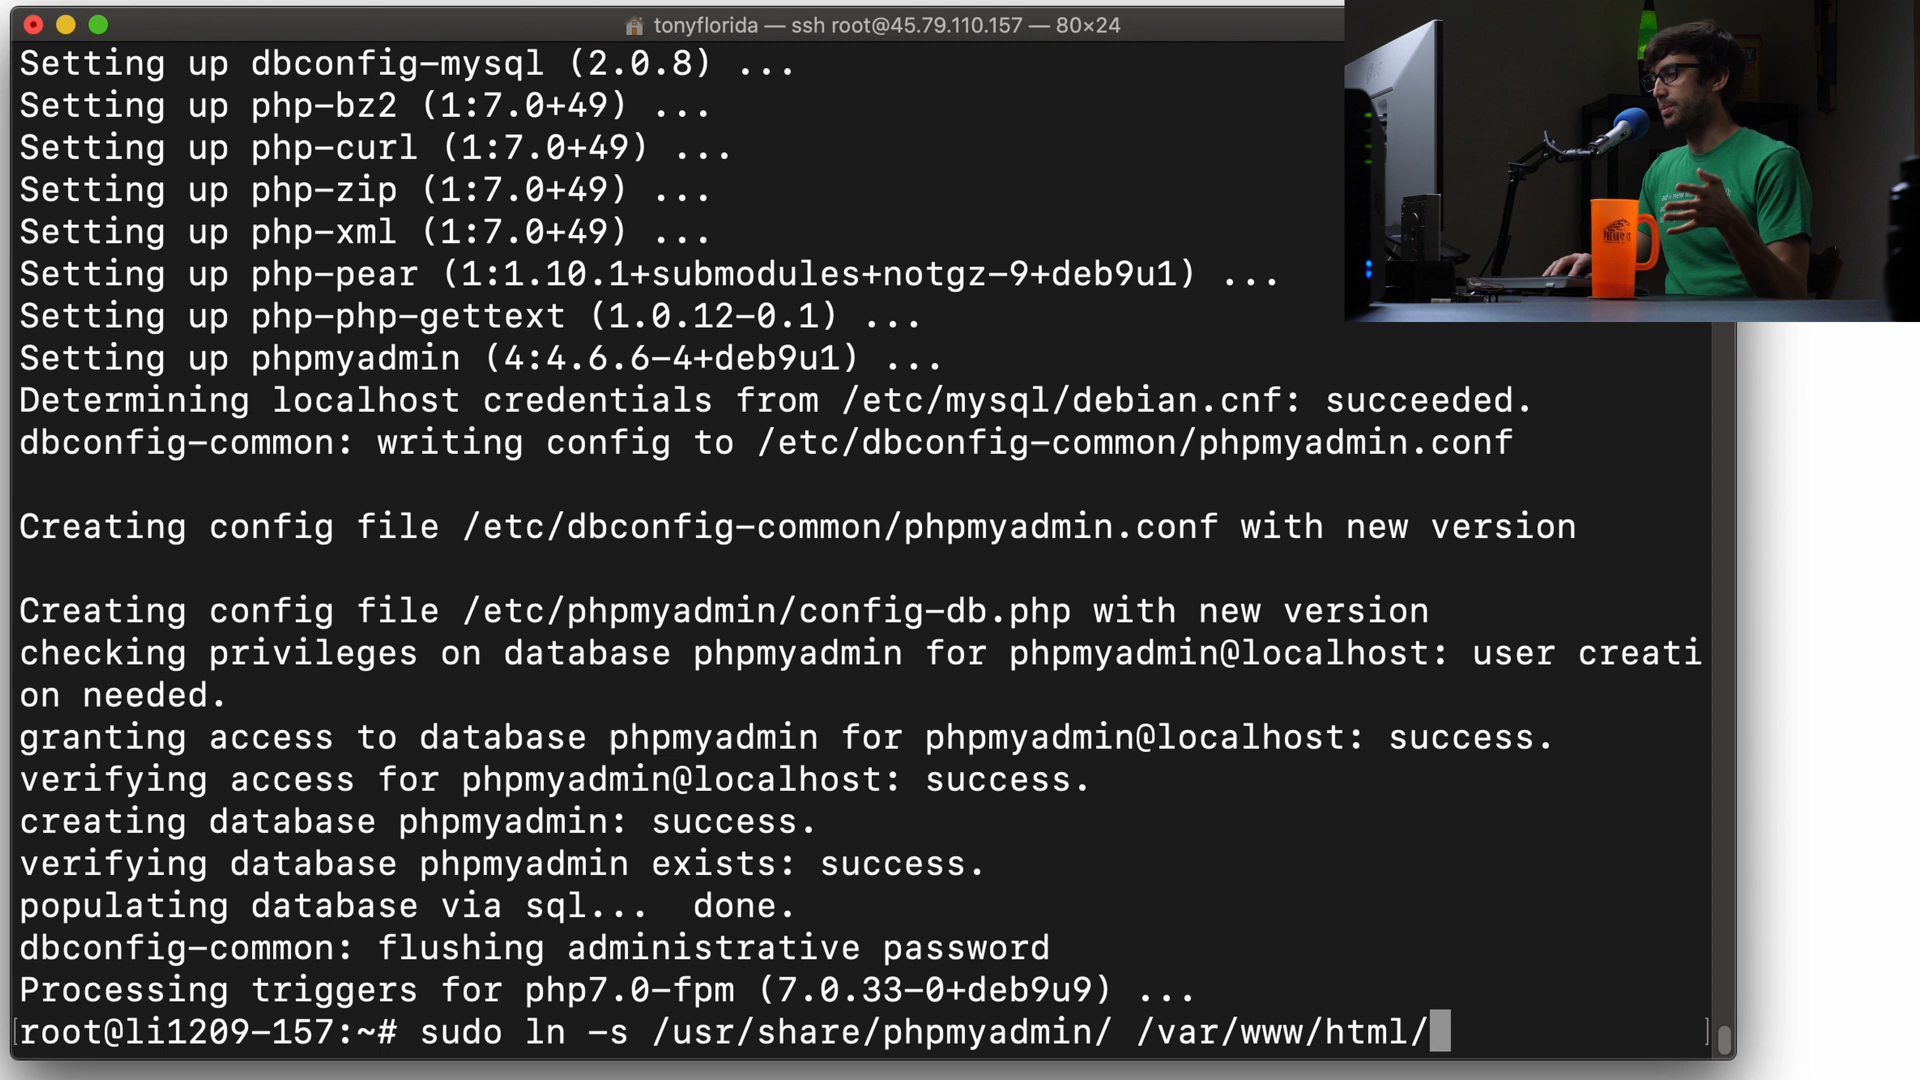 tonyflorida — ssh root@45.79.110.157 — 80×24
Setting up dbconfig-mysql (2.0.8) ...
Setting up php-bz2 (1:7.0+49) ...
Setting up php-curl (1:7.0+49) ...
Setting up php-zip (1:7.0+49) ...
Setting up php-xml (1:7.0+49) ...
Setting up php-pear (1:1.10.1+submodules+notgz-9+deb9u1) ...
Setting up php-php-gettext (1.0.12-0.1) ...
Setting up phpmyadmin (4:4.6.6-4+deb9u1) ...
Determining localhost credentials from /etc/mysql/debian.cnf: succeeded.
dbconfig-common: writing config to /etc/dbconfig-common/phpmyadmin.conf
Creating config file /etc/dbconfig-common/phpmyadmin.conf with new version
Creating config file /etc/phpmyadmin/config-db.php with new version
checking privileges on database phpmyadmin for phpmyadmin@localhost: user creati
on needed.
granting access to database phpmyadmin for phpmyadmin@localhost: success.
verifying access for phpmyadmin@localhost: success.
creating database phpmyadmin: success.
verifying database phpmyadmin exists: success.
populating database via sql...  done.
dbconfig-common: flushing administrative password
Processing triggers for php7.0-fpm (7.0.33-0+deb9u9) ...
[root@li1209-157:~# sudo ln -s /usr/share/phpmyadmin/ /var/www/html/ ]